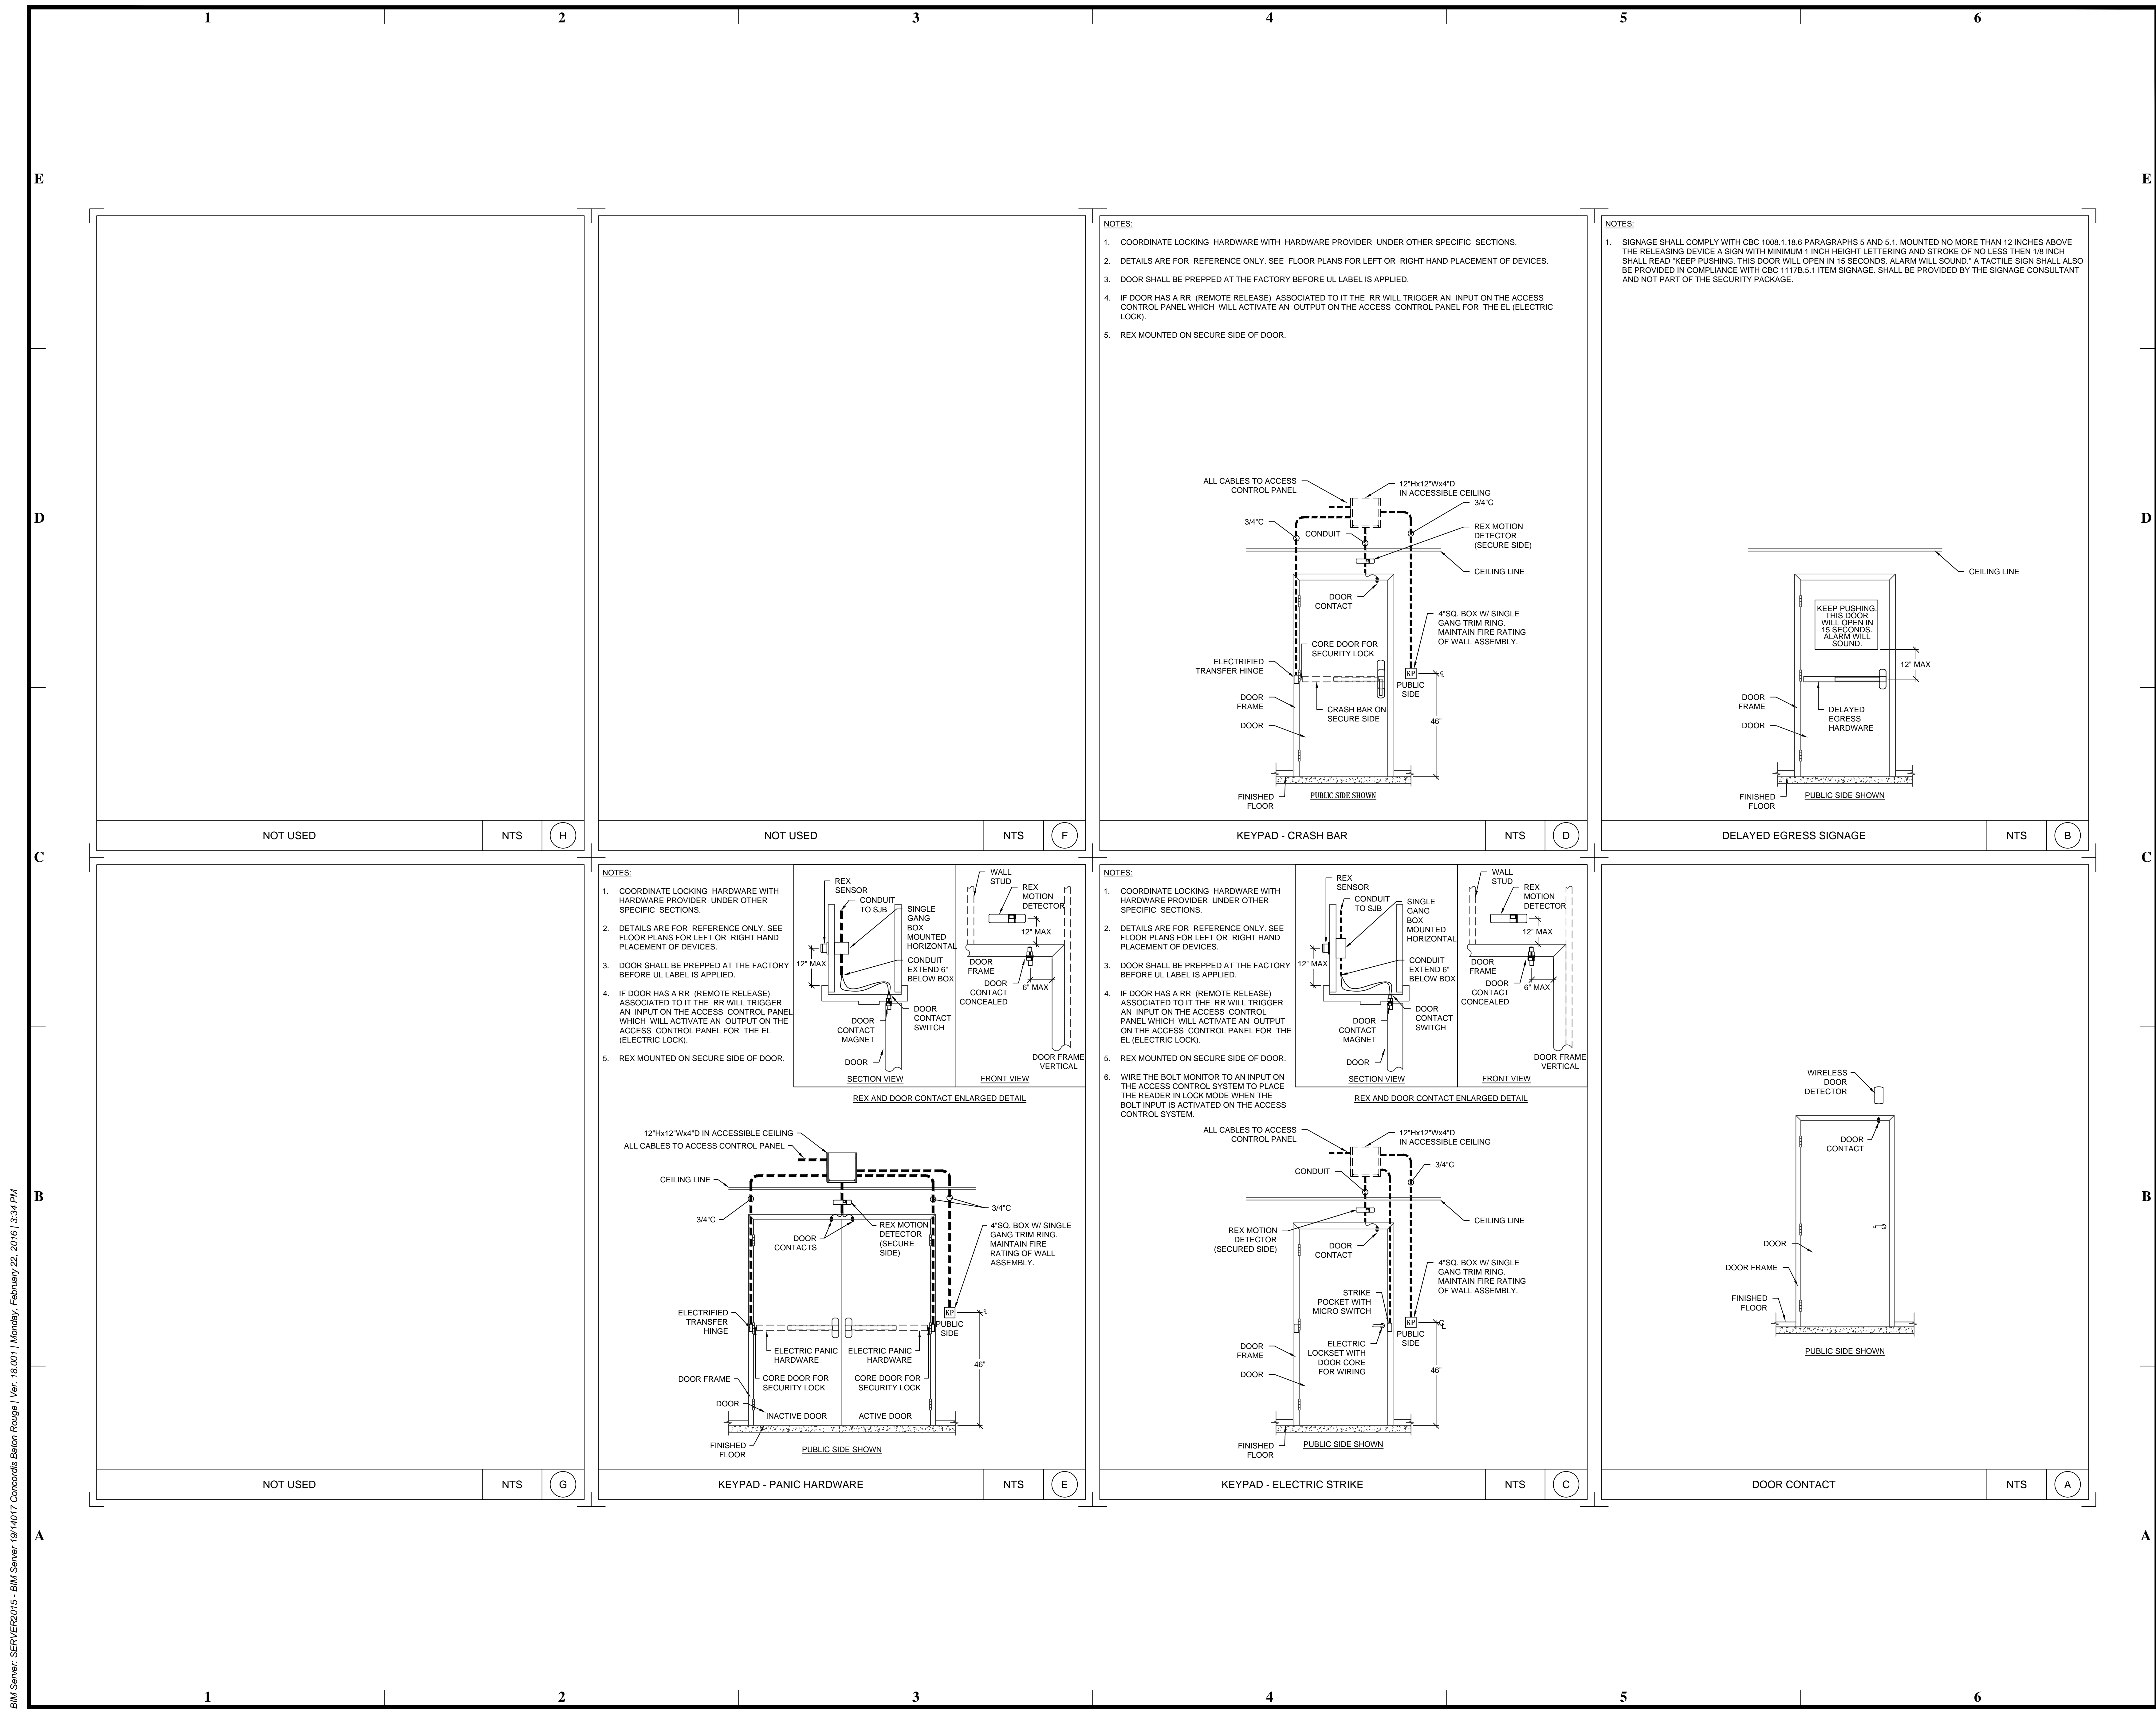 1 2 3 4 5 6
E
E
D
D
C
C
B
B
A
A
NOT USED
NTS
H
NOT USED
NTS
F
NOTES:
1. COORDINATE LOCKING HARDWARE WITH HARDWARE PROVIDER UNDER OTHER SPECIFIC SECTIONS.
2. DETAILS ARE FOR REFERENCE ONLY. SEE FLOOR PLANS FOR LEFT OR RIGHT HAND PLACEMENT OF DEVICES.
3. DOOR SHALL BE PREPPED AT THE FACTORY BEFORE UL LABEL IS APPLIED.
4. IF DOOR HAS A RR (REMOTE RELEASE) ASSOCIATED TO IT THE RR WILL TRIGGER AN INPUT ON THE ACCESS
CONTROL PANEL WHICH WILL ACTIVATE AN OUTPUT ON THE ACCESS CONTROL PANEL FOR THE EL (ELECTRIC
LOCK).
5. REX MOUNTED ON SECURE SIDE OF DOOR.
ALL CABLES TO ACCESS
CONTROL PANEL
12"Hx12"Wx4"D
IN ACCESSIBLE CEILING
3/4"C
3/4"C
CONDUIT
REX MOTION
DETECTOR
(SECURE SIDE)
CEILING LINE
DOOR
CONTACT
4"SQ. BOX W/ SINGLE
GANG TRIM RING.
MAINTAIN FIRE RATING
OF WALL ASSEMBLY.
CORE DOOR FOR
SECURITY LOCK
ELECTRIFIED
TRANSFER HINGE
KP
PUBLIC
SIDE
DOOR
FRAME
CRASH BAR ON
SECURE SIDE
DOOR
46"
FINISHED
FLOOR
PUBLIC SIDE SHOWN
KEYPAD - CRASH BAR
NTS
D
NOTES:
1. SIGNAGE SHALL COMPLY WITH CBC 1008.1.18.6 PARAGRAPHS 5 AND 5.1. MOUNTED NO MORE THAN 12 INCHES ABOVE
THE RELEASING DEVICE A SIGN WITH MINIMUM 1 INCH HEIGHT LETTERING AND STROKE OF NO LESS THEN 1/8 INCH
SHALL READ "KEEP PUSHING. THIS DOOR WILL OPEN IN 15 SECONDS. ALARM WILL SOUND." A TACTILE SIGN SHALL ALSO
BE PROVIDED IN COMPLIANCE WITH CBC 1117B.5.1 ITEM SIGNAGE. SHALL BE PROVIDED BY THE SIGNAGE CONSULTANT
AND NOT PART OF THE SECURITY PACKAGE.
CEILING LINE
KEEP PUSHING.
THIS DOOR
WILL OPEN IN
15 SECONDS.
ALARM WILL
SOUND.
12" MAX
DOOR
FRAME
DELAYED
EGRESS
HARDWARE
DOOR
FINISHED
FLOOR
PUBLIC SIDE SHOWN
DELAYED EGRESS SIGNAGE
NTS
B
NOT USED
NTS
G
NOTES:
1. COORDINATE LOCKING HARDWARE WITH
HARDWARE PROVIDER UNDER OTHER
SPECIFIC SECTIONS.
2. DETAILS ARE FOR REFERENCE ONLY. SEE
FLOOR PLANS FOR LEFT OR RIGHT HAND
PLACEMENT OF DEVICES.
3. DOOR SHALL BE PREPPED AT THE FACTORY
BEFORE UL LABEL IS APPLIED.
4. IF DOOR HAS A RR (REMOTE RELEASE)
ASSOCIATED TO IT THE RR WILL TRIGGER
AN INPUT ON THE ACCESS CONTROL PANEL
WHICH WILL ACTIVATE AN OUTPUT ON THE
ACCESS CONTROL PANEL FOR THE EL
(ELECTRIC LOCK).
5. REX MOUNTED ON SECURE SIDE OF DOOR.
REX
SENSOR
CONDUIT
TO SJB
SINGLE
GANG
BOX
MOUNTED
HORIZONTAL
12" MAX
CONDUIT
EXTEND 6"
BELOW BOX
DOOR
CONTACT
SWITCH
DOOR
CONTACT
MAGNET
DOOR
SECTION VIEW
WALL
STUD
REX
MOTION
DETECTOR
12" MAX
DOOR
FRAME
DOOR
CONTACT
CONCEALED
6" MAX
DOOR FRAME
VERTICAL
FRONT VIEW
REX AND DOOR CONTACT ENLARGED DETAIL
12"Hx12"Wx4"D IN ACCESSIBLE CEILING
ALL CABLES TO ACCESS CONTROL PANEL
CEILING LINE
3/4"C
3/4"C
DOOR
CONTACTS
REX MOTION
DETECTOR
(SECURE
SIDE)
4"SQ. BOX W/ SINGLE
GANG TRIM RING.
MAINTAIN FIRE
RATING OF WALL
ASSEMBLY.
ELECTRIFIED
TRANSFER
HINGE
KP
PUBLIC
SIDE
ELECTRIC PANIC
HARDWARE
ELECTRIC PANIC
HARDWARE
46"
DOOR FRAME
CORE DOOR FOR
SECURITY LOCK
CORE DOOR FOR
SECURITY LOCK
DOOR
INACTIVE DOOR
ACTIVE DOOR
FINISHED
FLOOR
PUBLIC SIDE SHOWN
KEYPAD - PANIC HARDWARE
NTS
E
NOTES:
1. COORDINATE LOCKING HARDWARE WITH
HARDWARE PROVIDER UNDER OTHER
SPECIFIC SECTIONS.
2. DETAILS ARE FOR REFERENCE ONLY. SEE
FLOOR PLANS FOR LEFT OR RIGHT HAND
PLACEMENT OF DEVICES.
3. DOOR SHALL BE PREPPED AT THE FACTORY
BEFORE UL LABEL IS APPLIED.
4. IF DOOR HAS A RR (REMOTE RELEASE)
ASSOCIATED TO IT THE RR WILL TRIGGER
AN INPUT ON THE ACCESS CONTROL
PANEL WHICH WILL ACTIVATE AN OUTPUT
ON THE ACCESS CONTROL PANEL FOR THE
EL (ELECTRIC LOCK).
5. REX MOUNTED ON SECURE SIDE OF DOOR.
6. WIRE THE BOLT MONITOR TO AN INPUT ON
THE ACCESS CONTROL SYSTEM TO PLACE
THE READER IN LOCK MODE WHEN THE
BOLT INPUT IS ACTIVATED ON THE ACCESS
CONTROL SYSTEM.
REX
SENSOR
CONDUIT
TO SJB
SINGLE
GANG
BOX
MOUNTED
HORIZONTAL
12" MAX
CONDUIT
EXTEND 6"
BELOW BOX
DOOR
CONTACT
SWITCH
DOOR
CONTACT
MAGNET
DOOR
SECTION VIEW
WALL
STUD
REX
MOTION
DETECTOR
12" MAX
DOOR
FRAME
DOOR
CONTACT
CONCEALED
6" MAX
DOOR FRAME
VERTICAL
FRONT VIEW
REX AND DOOR CONTACT ENLARGED DETAIL
ALL CABLES TO ACCESS
CONTROL PANEL
12"Hx12"Wx4"D
IN ACCESSIBLE CEILING
CONDUIT
3/4"C
CEILING LINE
REX MOTION
DETECTOR
(SECURED SIDE)
DOOR
CONTACT
4"SQ. BOX W/ SINGLE
GANG TRIM RING.
MAINTAIN FIRE RATING
OF WALL ASSEMBLY.
STRIKE
POCKET WITH
MICRO SWITCH
KP
PUBLIC
SIDE
DOOR
FRAME
ELECTRIC
LOCKSET WITH
DOOR CORE
FOR WIRING
DOOR
46"
FINISHED
FLOOR
PUBLIC SIDE SHOWN
KEYPAD - ELECTRIC STRIKE
NTS
C
WIRELESS
DOOR
DETECTOR
DOOR
CONTACT
DOOR
DOOR FRAME
FINISHED
FLOOR
PUBLIC SIDE SHOWN
DOOR CONTACT
NTS
A
1 2 3 4 5 6
BIM Server: SERVER2015 - BIM Server 19/14017 Concordis Baton Rouge | Ver. 18.001 | Monday, February 22, 2016 | 3:34 PM